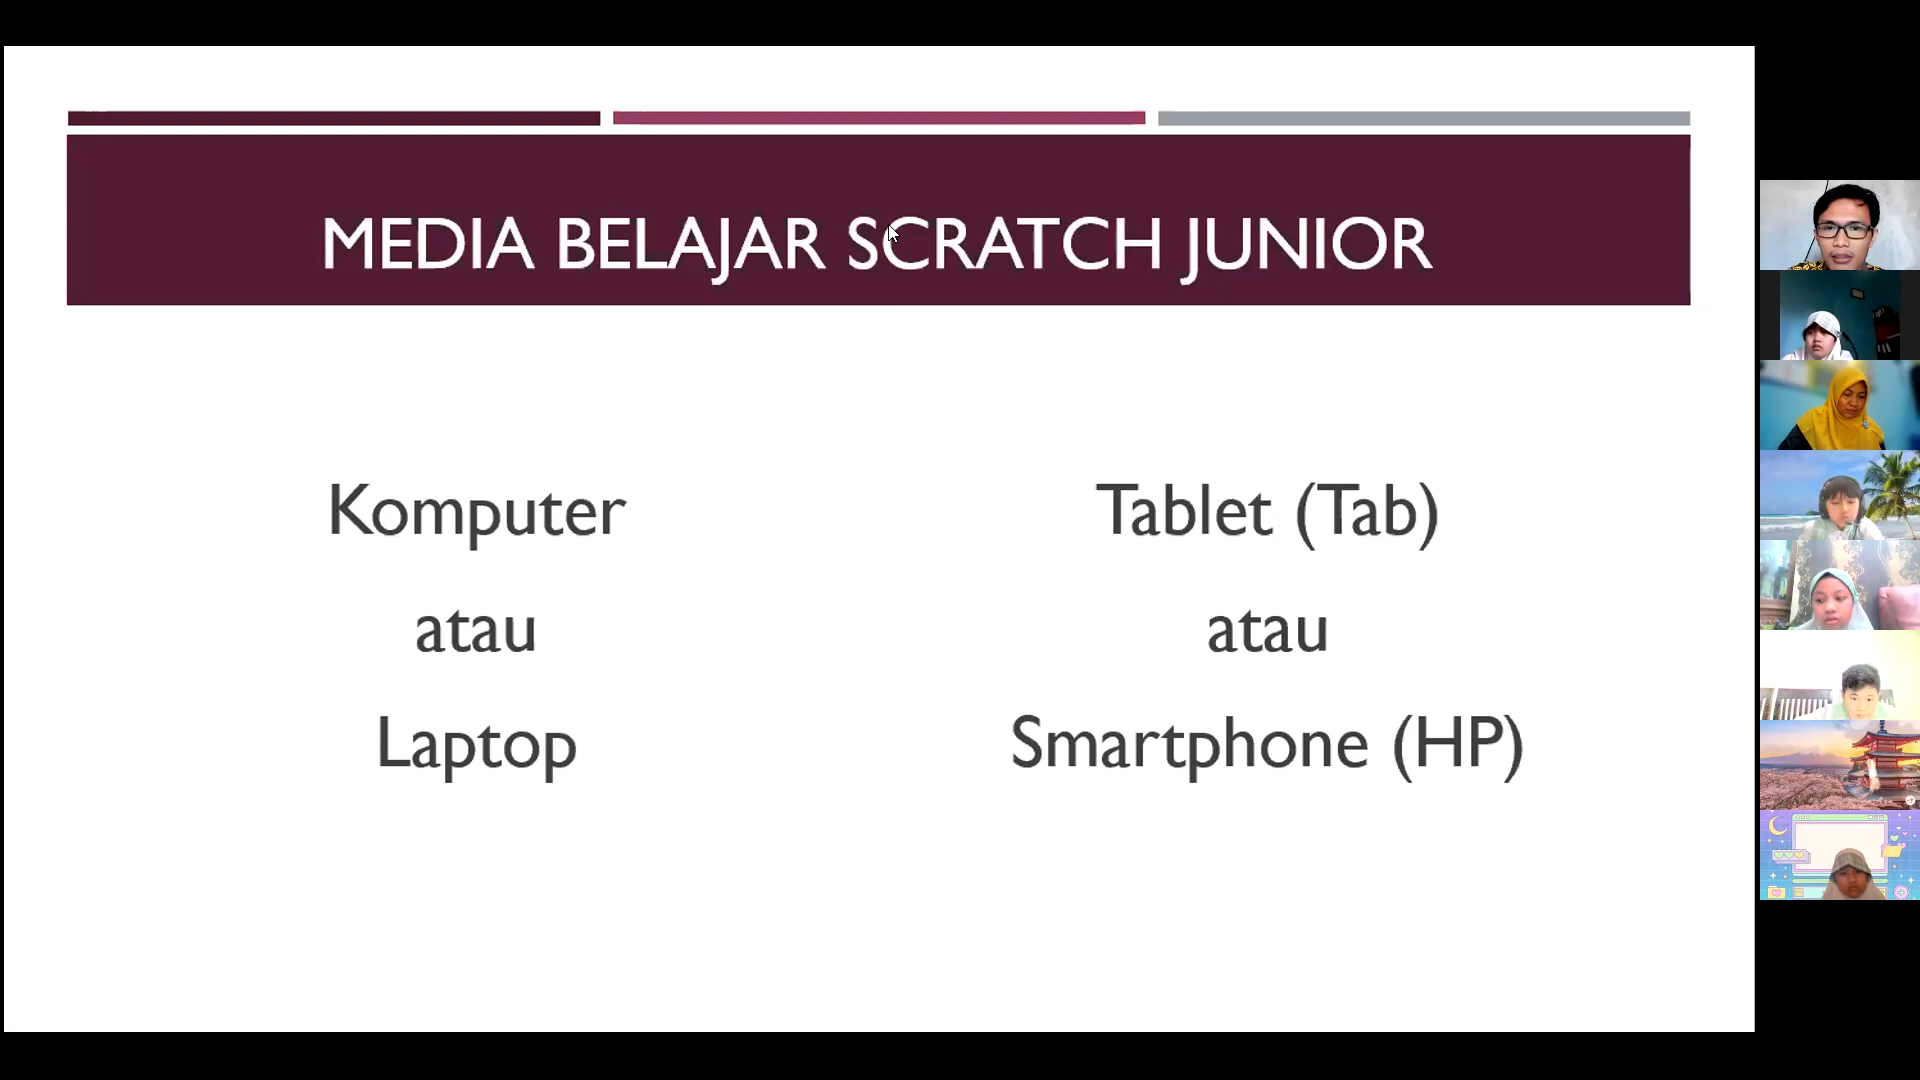 MEDIA BELAJAR SCRATCH JUNIOR
Komputer
atau
Laptop
Tablet (Tab)
atau
Smartphone (HP)